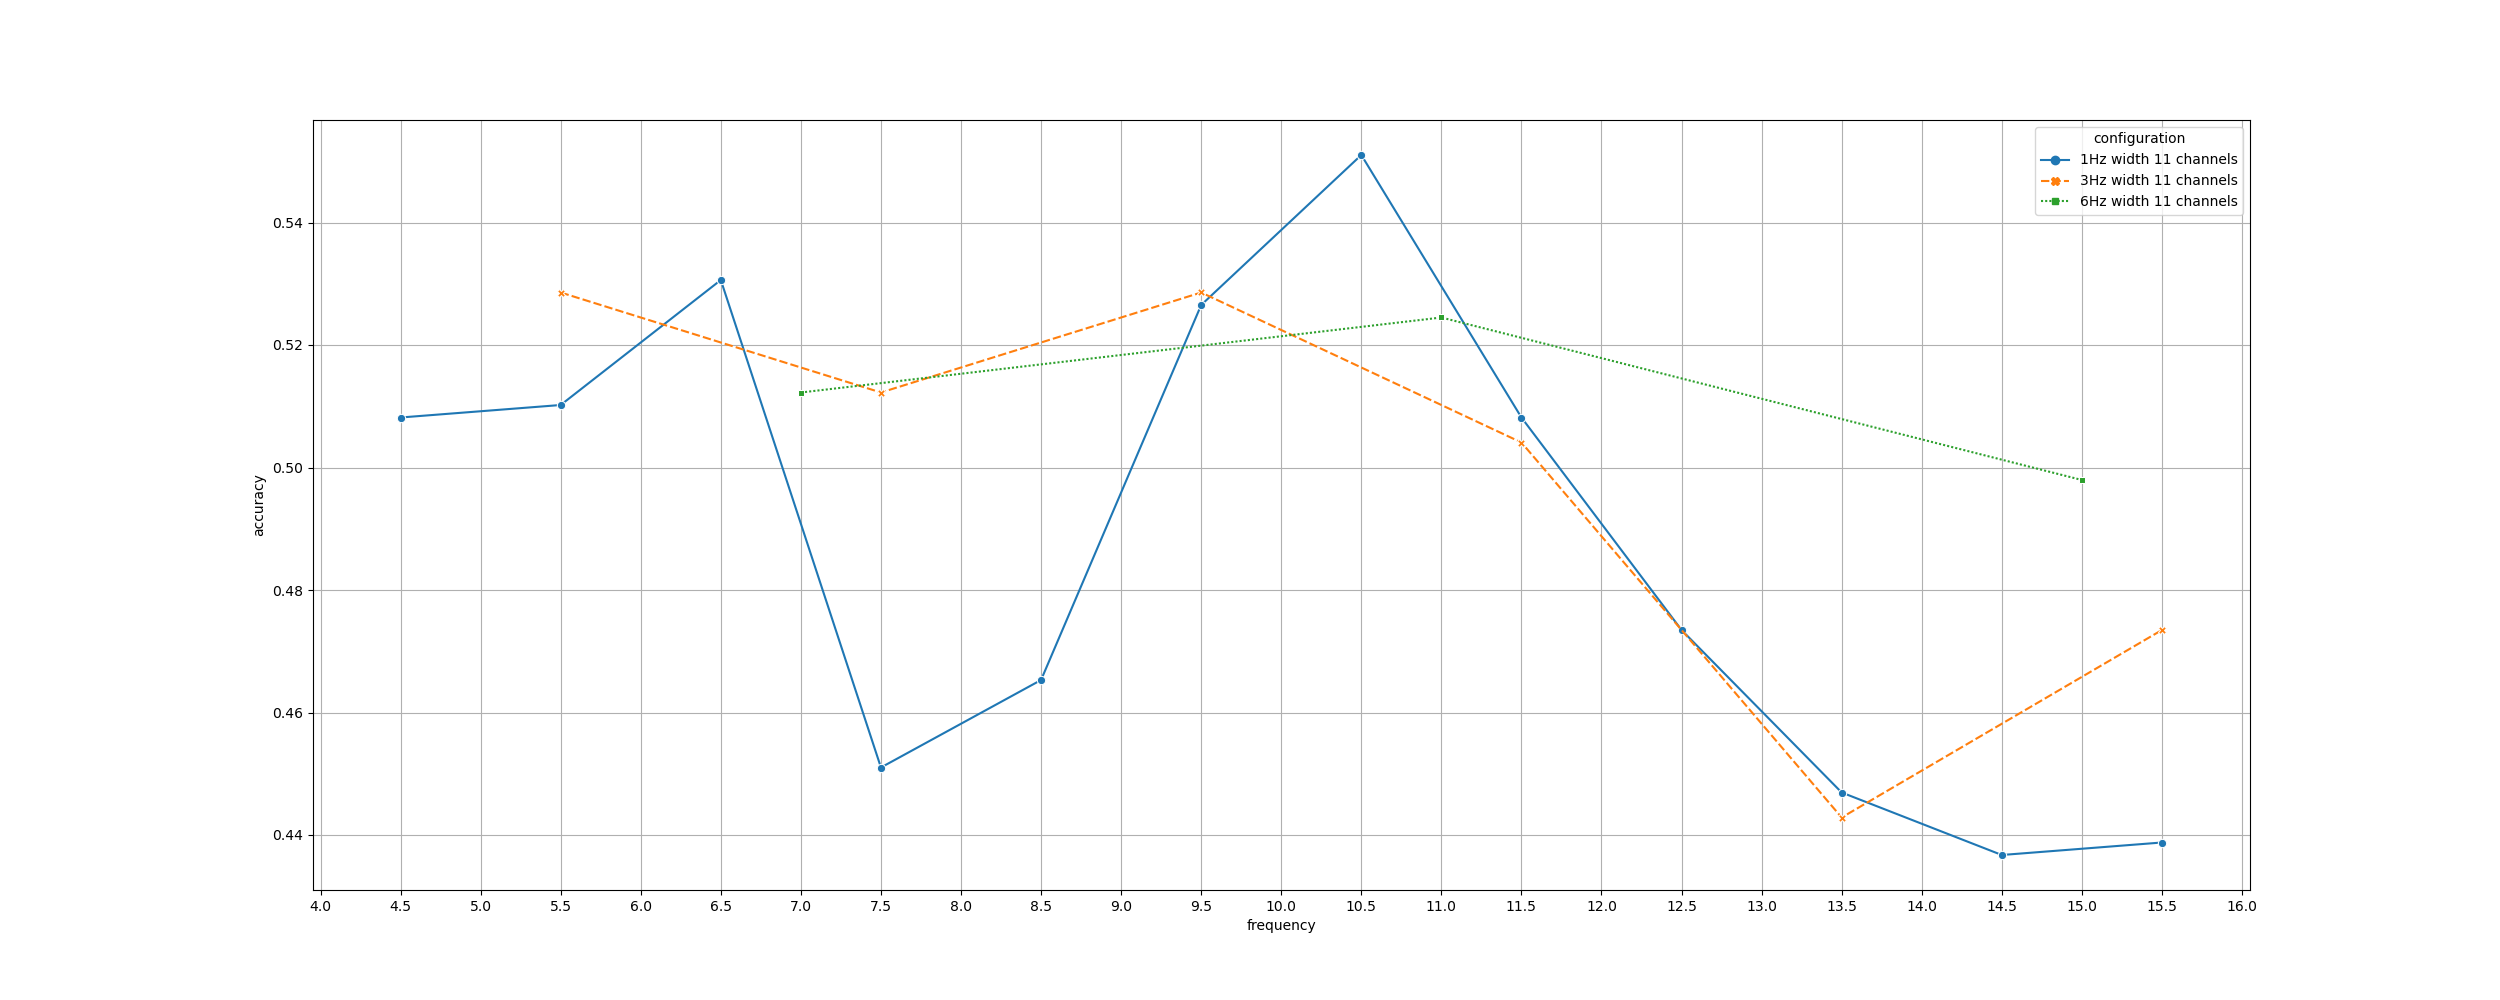 configuration
1Hz width 11 channels
3Hz width 11 channels
6Hz width 11 channels
0.54
0.52
0.50
0.48
0.46
0.44
accuracy
4.0 4.5 5.0 5.5 6.0 6.5 7.0 7.5 8.0 8.5 9.0 9.5 10.0 10.5 11.0 11.5 12.0 12.5 13.0 13.5 14.0 14.5 15.0 15.5 16.0
frequency